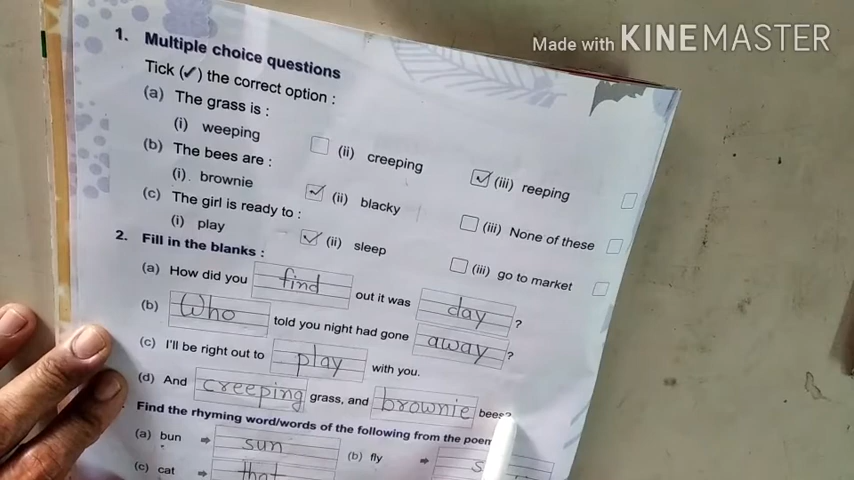 Made with KINEMASTER
1. Multiple choice questions
Tick (✓) the correct option :
(a) The grass is :
(i) weeping (ii) creeping ✓ (iii) reeping
(b) The bees are :
(i). brownie ✓ (ii) blacky (iii) None of these
(c) The girl is ready to :
(i) play ✓ (ii) sleep (iii) go to market
2. Fill in the blanks :
(a) How did you find out it was day ?
(b) Who told you night had gone away ?
(c) I'll be right out to play with you.
(d) And creeping grass, and brownie bees?
Find the rhyming word/words of the following from the poem
(a) bun ⇒ sun (b) fly ⇒
(c) cat ⇒ that